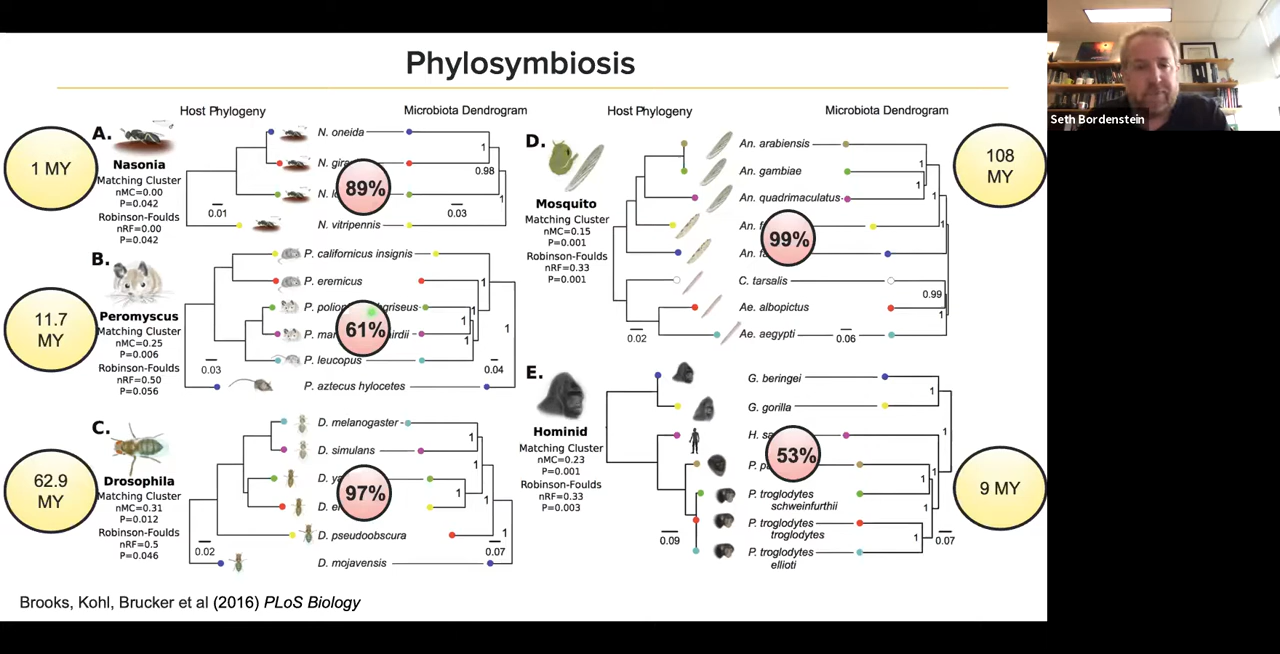 Phylosymbiosis
Seth Bordenstein
Host Phylogeny
Microbiota Dendrogram
1 MY
A.
Nasonia
Matching Cluster
nMC=0.00
P=0.042
Robinson-Foulds
nRF=0.00
P=0.042
0.01
N. oneida
N.
N.
N. vitripennis
89%
1
0.98
1
0.03
11.7
MY
B.
Peromyscus
Matching Cluster
nMC=0.25
P=0.006
Robinson-Foulds
nRF=0.50
P=0.056
0.03
P. californicus insignis
P. eremicus
P.
P.
P. leucopus
P. aztecus hylocetes
61%
1
1
1
1
1
0.04
62.9
MY
C.
Drosophila
Matching Cluster
nMC=0.31
P=0.012
Robinson-Foulds
nRF=0.5
P=0.046
0.02
D. melanogaster
D. simulans
D.
D.
D. pseudoobscura
D. mojavensis
97%
1
1
1
1
1
0.07
Host Phylogeny
Microbiota Dendrogram
108
MY
D.
Mosquito
Matching Cluster
nMC=0.15
P=0.001
Robinson-Foulds
nRF=0.33
P=0.001
0.02
An. arabiensis
An. gambiae
An. quadrimaculatus
An.
An.
C. tarsalis
Ae. albopictus
Ae. aegypti
99%
1
1
1
1
0.99
1
0.06
9 MY
E.
Hominid
Matching Cluster
nMC=0.23
P=0.001
Robinson-Foulds
nRF=0.33
P=0.003
0.09
G. beringei
G. gorilla
H.
P.
P. troglodytes
schweinfurthii
P. troglodytes
troglodytes
P. troglodytes
ellioti
53%
1
1
1
1
1
1
0.07
Brooks, Kohl, Brucker et al (2016) PLoS Biology